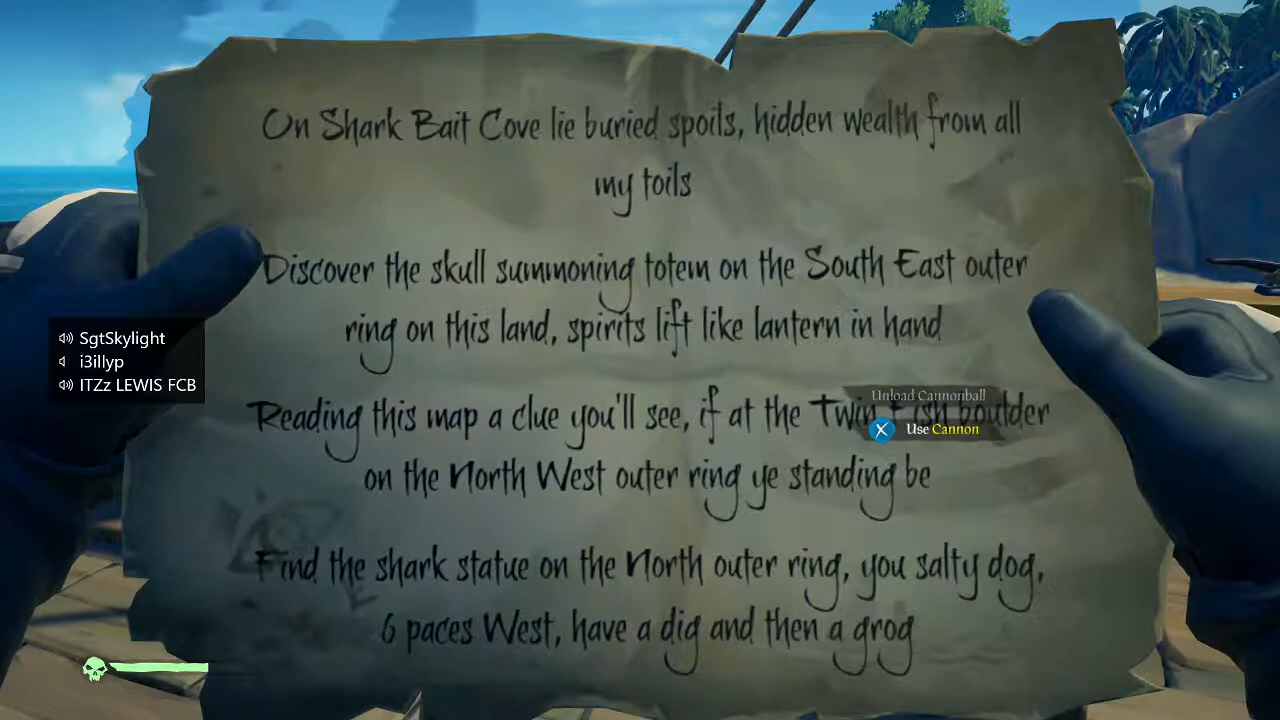 On Shark Bait Cove lie buried spoils, hidden wealth from all
my toils
Discover the skull summoning totem on the South East outer
ring on this land, spirits lift like lantern in hand
Reading this map a clue you'll see, if at the Twin Fish boulder
on the North West outer ring ye standing be
Find the shark statue on the North outer ring, you salty dog,
6 paces West, have a dig and then a grog
SgtSkylight
i3illyp
ITZz LEWIS FCB
Unload Cannonball
X Use Cannon